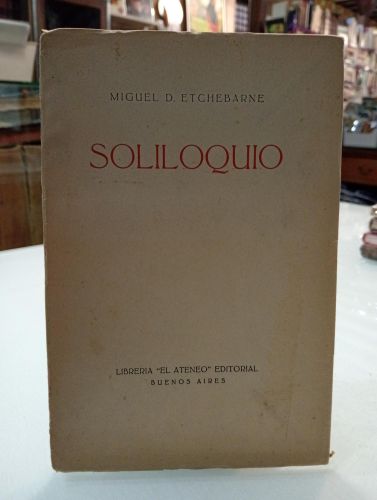 MIGUEL D. ETCHEBARNE
SOLILOQUIO
LIBRERIA "EL ATENEO" EDITORIAL
BUENOS AIRES